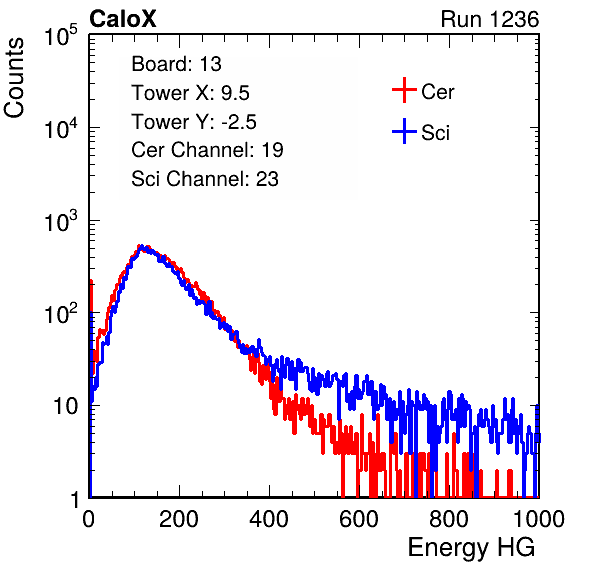 CaloX Run 1236
Counts
10^5
10^4
10^3
10^2
10
1
Board: 13
Tower X: 9.5
Tower Y: -2.5
Cer Channel: 19
Sci Channel: 23
Cer
Sci
0 200 400 600 800 1000
Energy HG